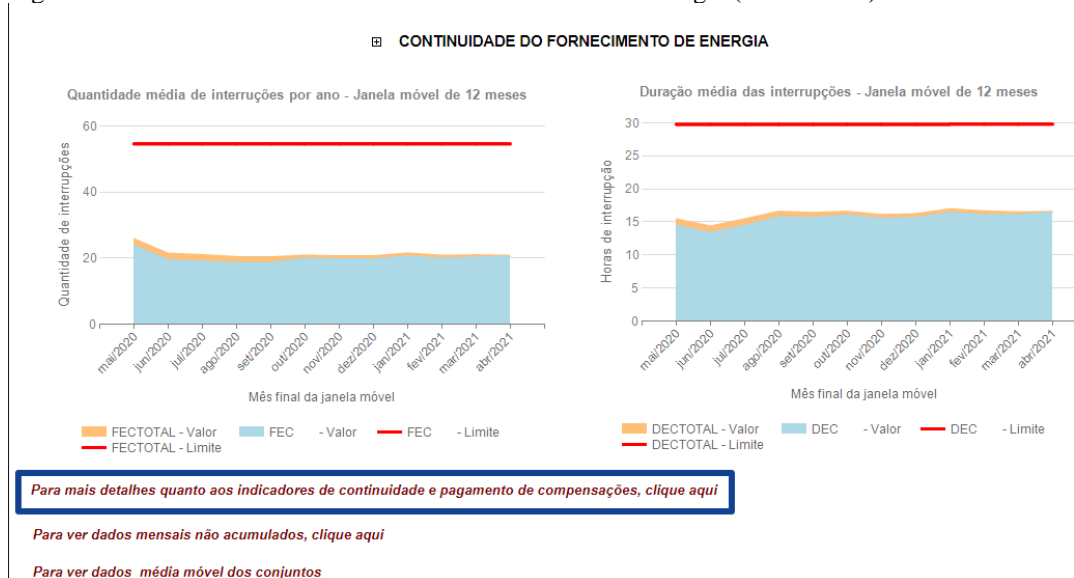 CONTINUIDADE DO FORNECIMENTO DE ENERGIA
Quantidade média de interruções por ano - Janela móvel de 12 meses
60
40
20
0
Quantidade de interrupções
mai/2020
jun/2020
jul/2020
ago/2020
set/2020
out/2020
nov/2020
dez/2020
jan/2021
fev/2021
mar/2021
abr/2021
Mês final da janela móvel
FECTOTAL - Valor FEC - Valor FEC - Limite
FECTOTAL - Limite
Duração média das interrupções - Janela móvel de 12 meses
30
25
20
15
10
5
0
Horas de interrupção
mai/2020
jun/2020
jul/2020
ago/2020
set/2020
out/2020
nov/2020
dez/2020
jan/2021
fev/2021
mar/2021
abr/2021
Mês final da janela móvel
DECTOTAL - Valor DEC - Valor DEC - Limite
DECTOTAL - Limite
Para mais detalhes quanto aos indicadores de continuidade e pagamento de compensações, clique aqui
Para ver dados mensais não acumulados, clique aqui
Para ver dados média móvel dos conjuntos